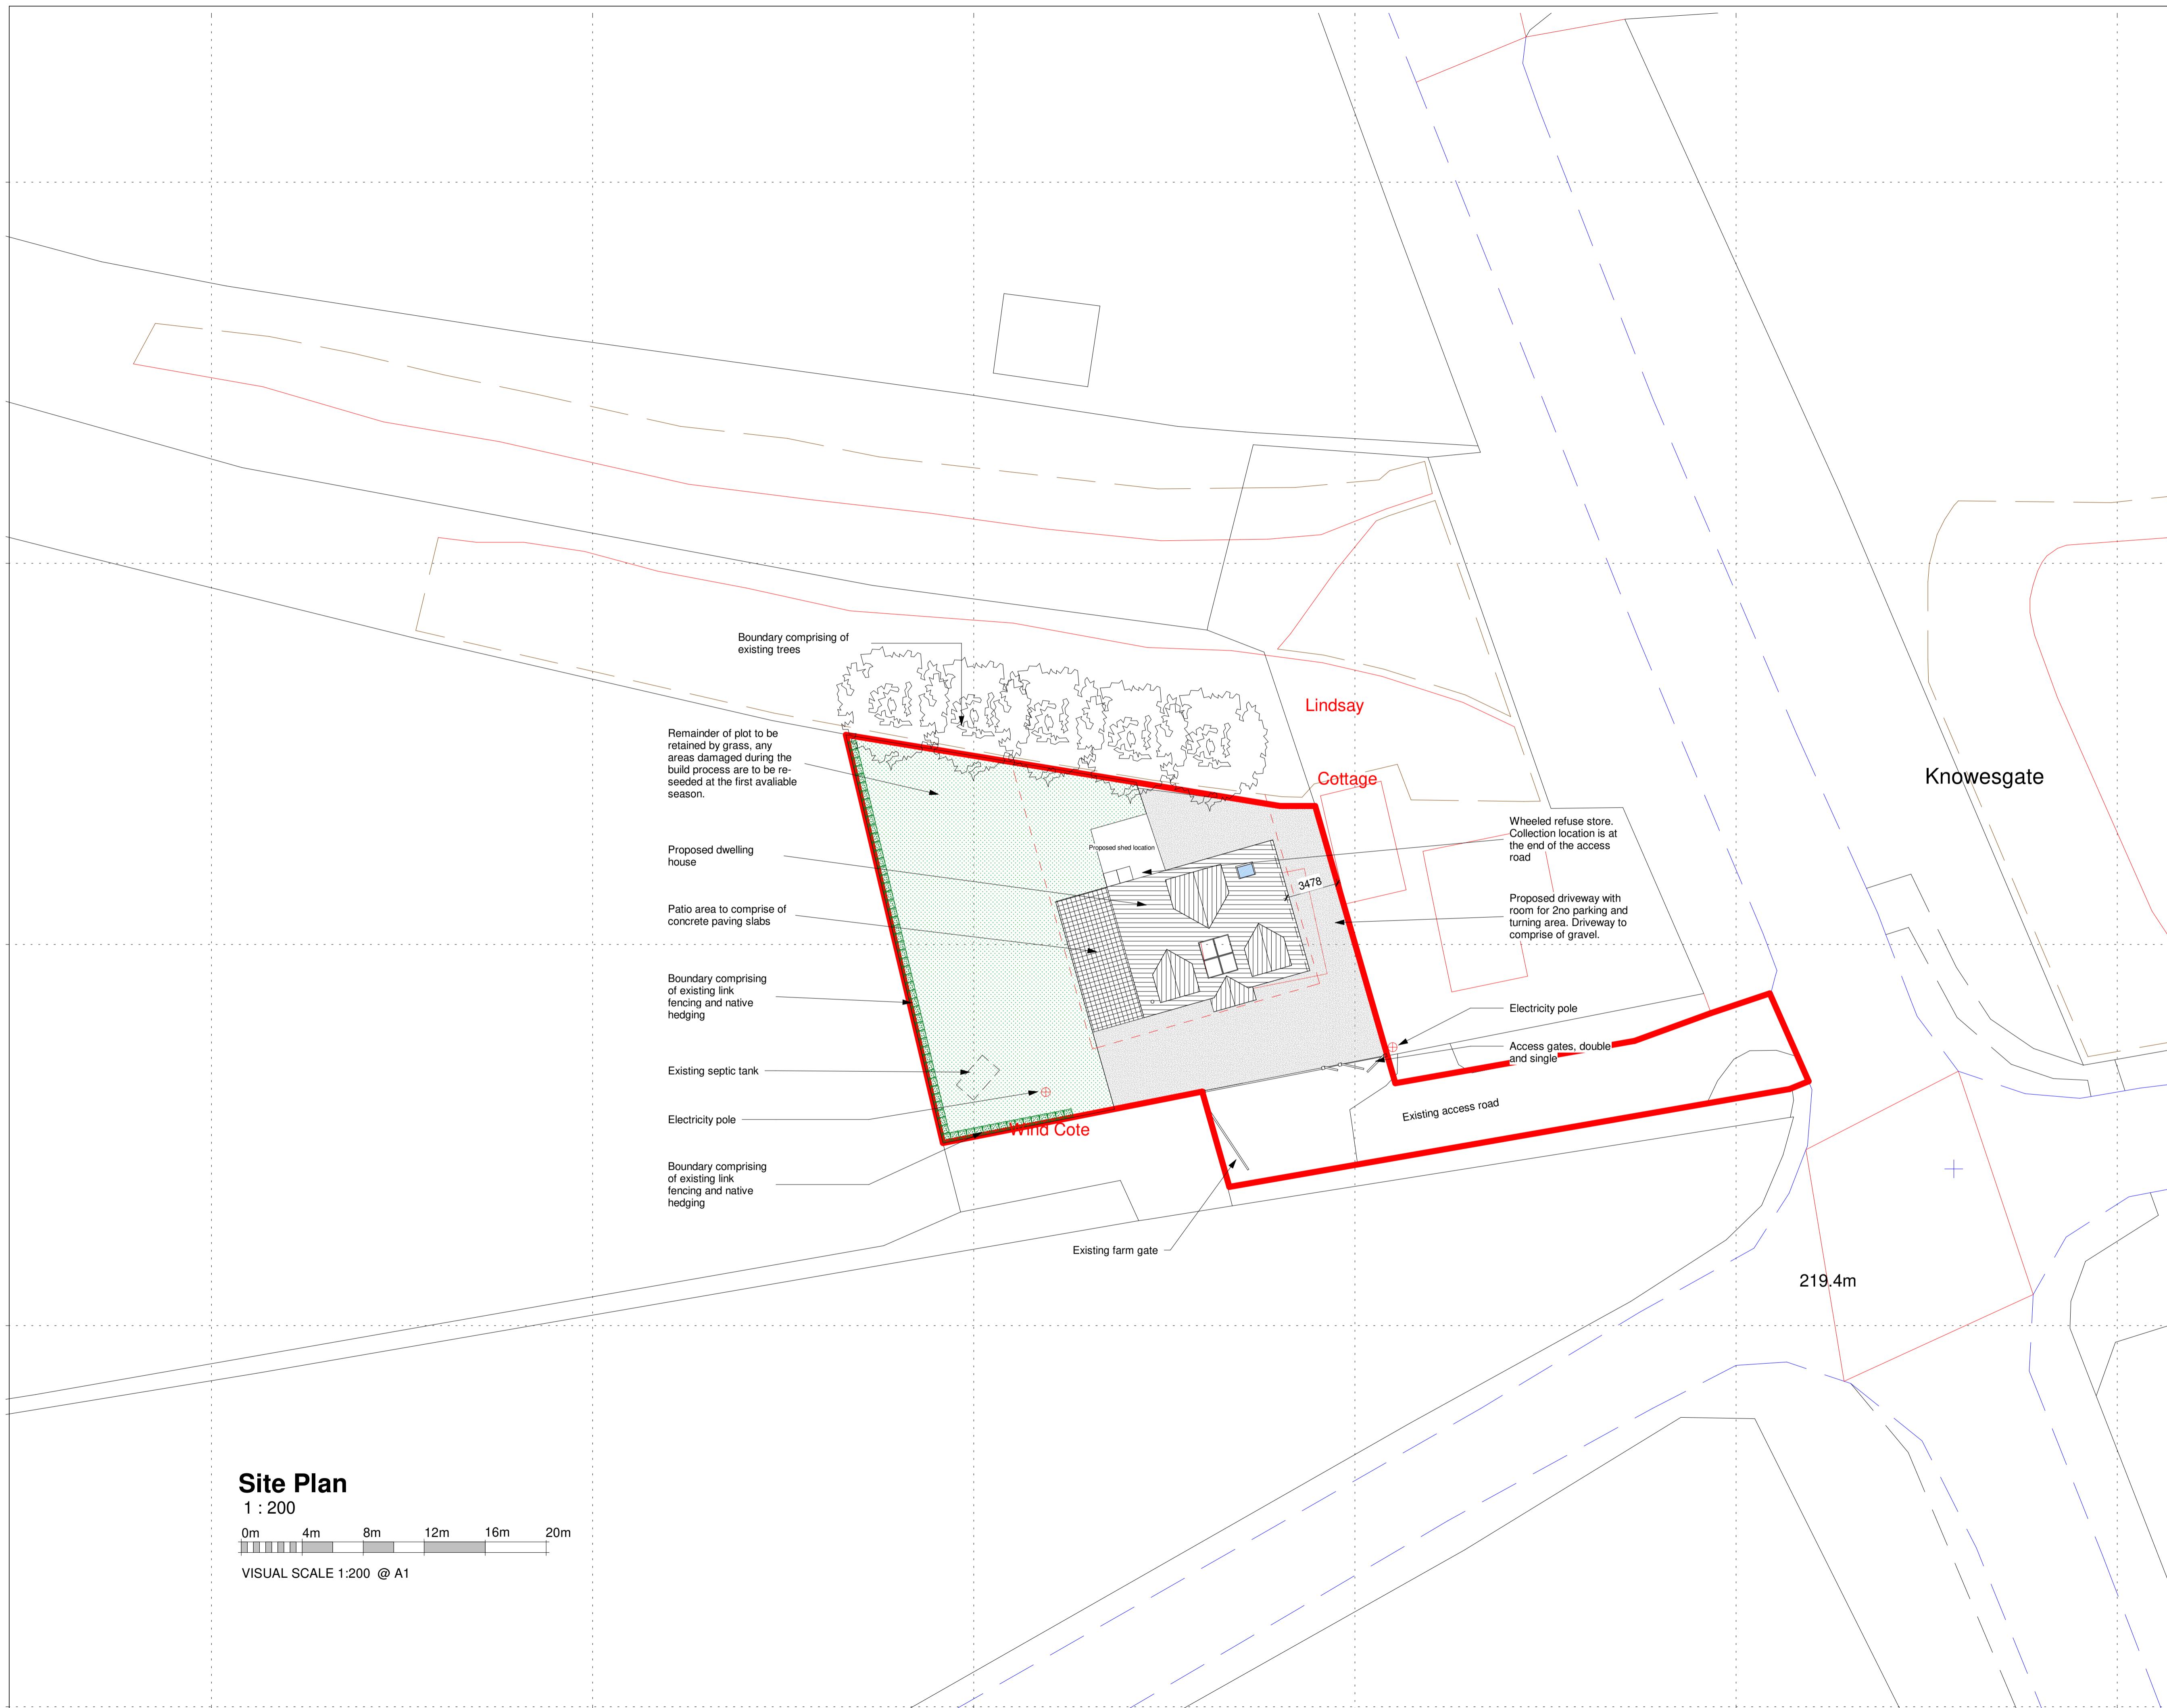 Boundary comprising of
existing trees
Lindsay
Remainder of plot to be
retained by grass, any
areas damaged during the
build process are to be re-
seeded at the first avaliable
season.
Cottage
Knowesgate
Wheeled refuse store.
Collection location is at
the end of the access
road
Proposed shed location
Proposed dwelling
house
3478
Proposed driveway with
room for 2no parking and
turning area. Driveway to
comprise of gravel.
Patio area to comprise of
concrete paving slabs
Boundary comprising
of existing link
fencing and native
hedging
Electricity pole
Access gates, double
and single
Existing septic tank
Existing access road
Electricity pole
Wind Cote
Boundary comprising
of existing link
fencing and native
hedging
Existing farm gate
219.4m
Site Plan
1 : 200
0m 4m 8m 12m 16m 20m
VISUAL SCALE 1:200 @ A1